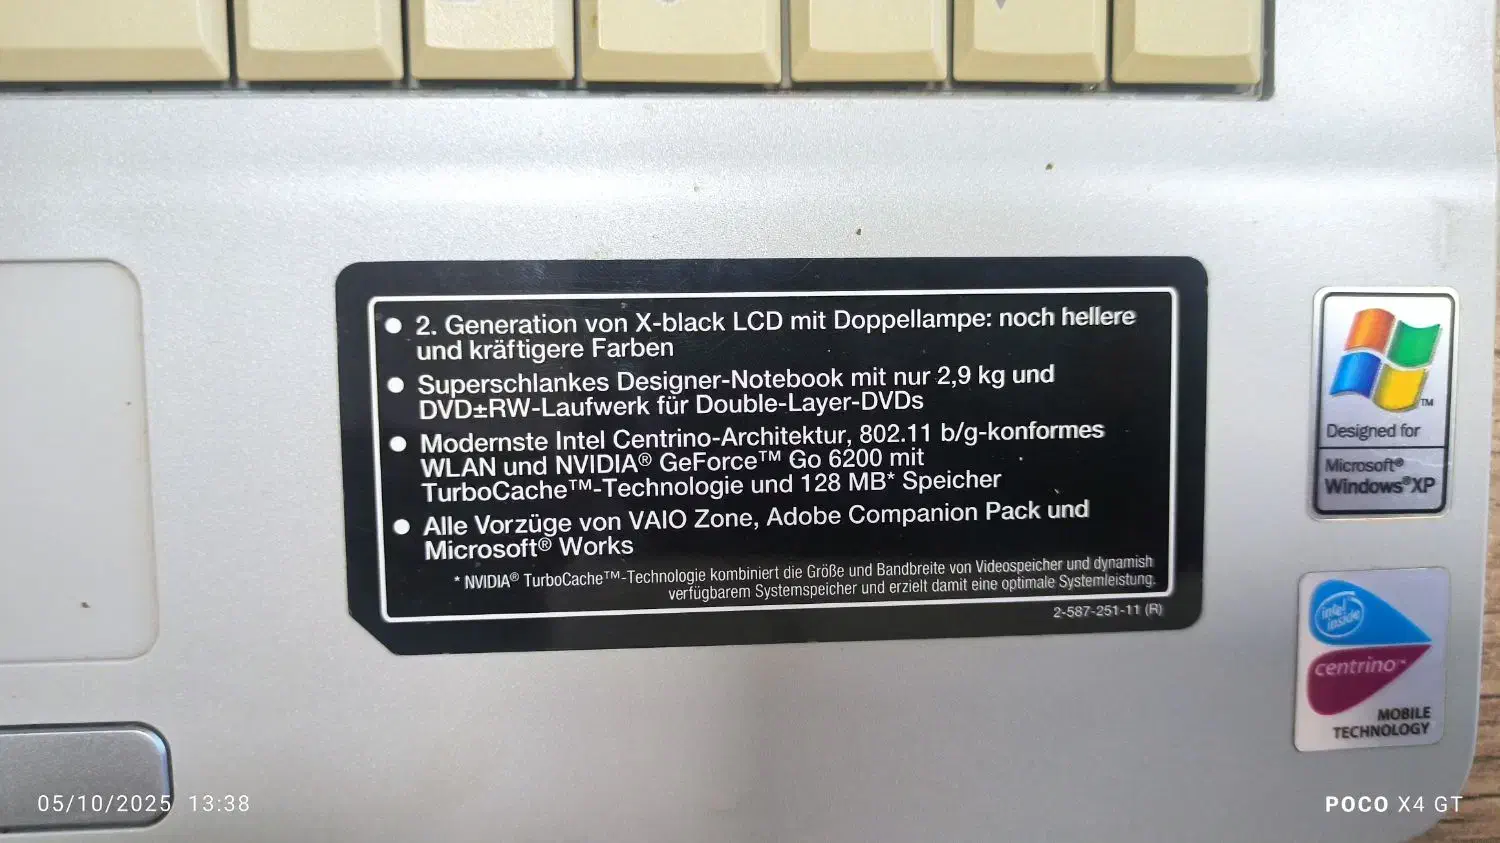 ● 2. Generation von X-black LCD mit Doppellampe: noch hellere
und kräftigere Farben
● Superschlankes Designer-Notebook mit nur 2,9 kg und
DVD±RW-Laufwerk für Double-Layer-DVDs
● Modernste Intel Centrino-Architektur, 802.11 b/g-konformes
WLAN und NVIDIA® GeForce™ Go 6200 mit
TurboCache™-Technologie und 128 MB* Speicher
● Alle Vorzüge von VAIO Zone, Adobe Companion Pack und
Microsoft® Works
* NVIDIA® TurboCache™-Technologie kombiniert die Größe und Bandbreite von Videospeicher und dynamish
verfügbarem Systemspeicher und erzielt damit eine optimale Systemleistung.
2-587-251-11 (R)
TM
Designed for
Microsoft®
Windows®XP
intel
inside
centrino™
MOBILE
TECHNOLOGY
05/10/2025 13:38
POCO X4 GT